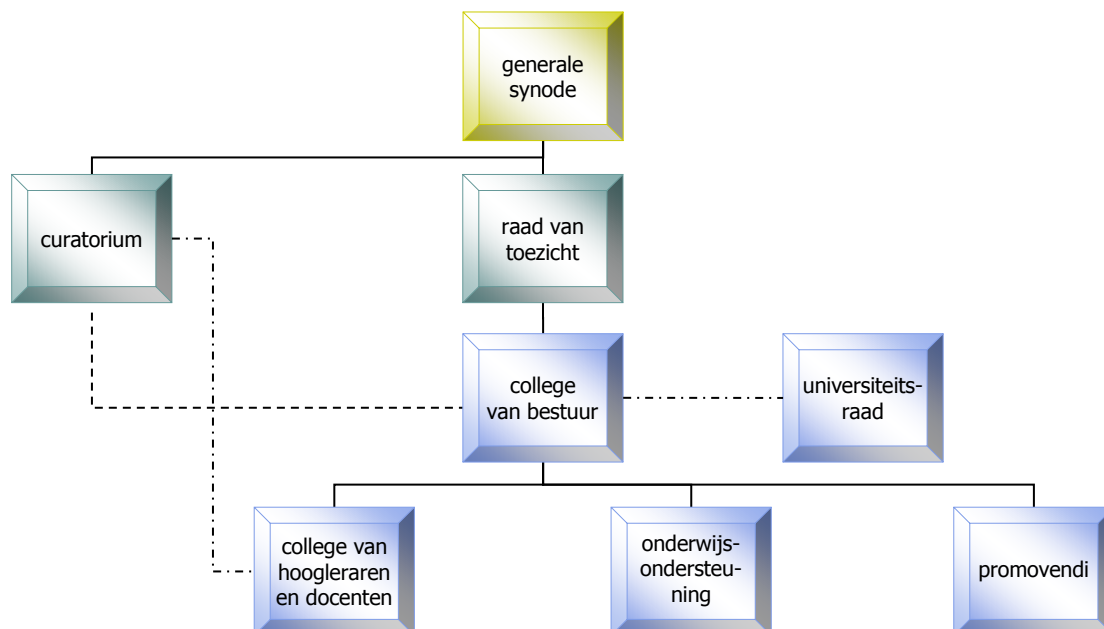 generale
synode
curatorium
raad van
toezicht
college
van bestuur
universiteits-
raad
college van
hoogleraren
en docenten
onderwijs-
ondersteu-
ning
promovendi